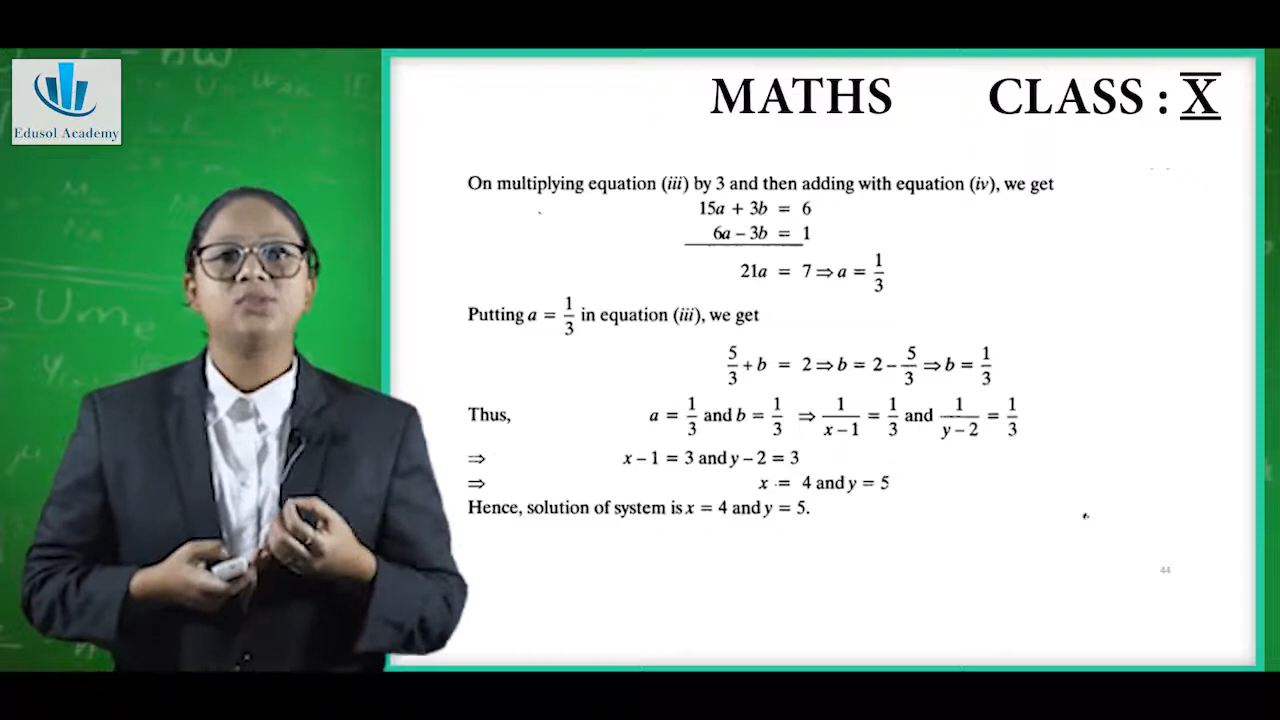 Edusol Academy
MATHS CLASS : X
On multiplying equation (iii) by 3 and then adding with equation (iv), we get
15a + 3b = 6
6a − 3b = 1
21a = 7 ⇒ a = 1/3
Putting a = 1/3 in equation (iii), we get
5/3 + b = 2 ⇒ b = 2 − 5/3 ⇒ b = 1/3
Thus, a = 1/3 and b = 1/3 ⇒ 1/(x − 1) = 1/3 and 1/(y − 2) = 1/3
⇒ x − 1 = 3 and y − 2 = 3
⇒ x = 4 and y = 5
Hence, solution of system is x = 4 and y = 5.
44
Um_e